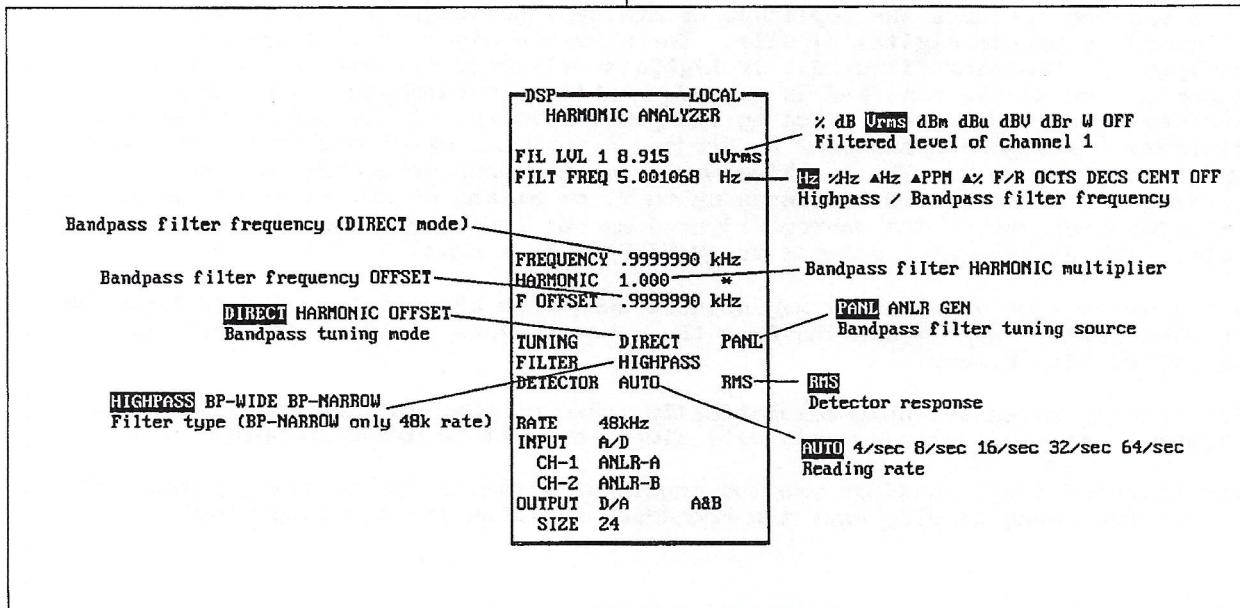 DSP LOCAL
HARMONIC ANALYZER
% dB Vrms dBm dBu dBV dBr W OFF
Filtered level of channel 1
FIL LVL 1 8.915 uVrms
FILT FREQ 5.001068 Hz
Hz %Hz ▲Hz ▲PPM ▲% F/R OCTS DECS CENT OFF
Highpass / Bandpass filter frequency
Bandpass filter frequency (DIRECT mode)
FREQUENCY .9999990 kHz
Bandpass filter frequency OFFSET
HARMONIC 1.000 *
Bandpass filter HARMONIC multiplier
F OFFSET .9999990 kHz
DIRECT HARMONIC OFFSET
Bandpass tuning mode
PANL ANLR GEN
Bandpass filter tuning source
TUNING DIRECT PANL
FILTER HIGHPASS
DETECTOR AUTO RMS
RMS
Detector response
HIGHPASS BP-WIDE BP-NARROW
Filter type (BP-NARROW only 48k rate)
RATE 48kHz
INPUT A/D
AUTO 4/sec 8/sec 16/sec 32/sec 64/sec
Reading rate
CH-1 ANLR-A
CH-2 ANLR-B
OUTPUT D/A A&B
SIZE 24